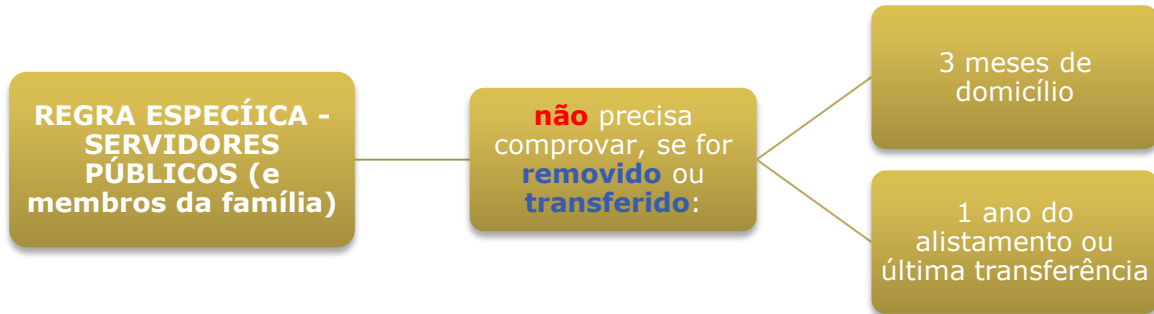 REGRA ESPECÍICA -
SERVIDORES
PÚBLICOS (e
membros da família)
não precisa
comprovar, se for
removido ou
transferido:
3 meses de
domicílio
1 ano do
alistamento ou
última transferência